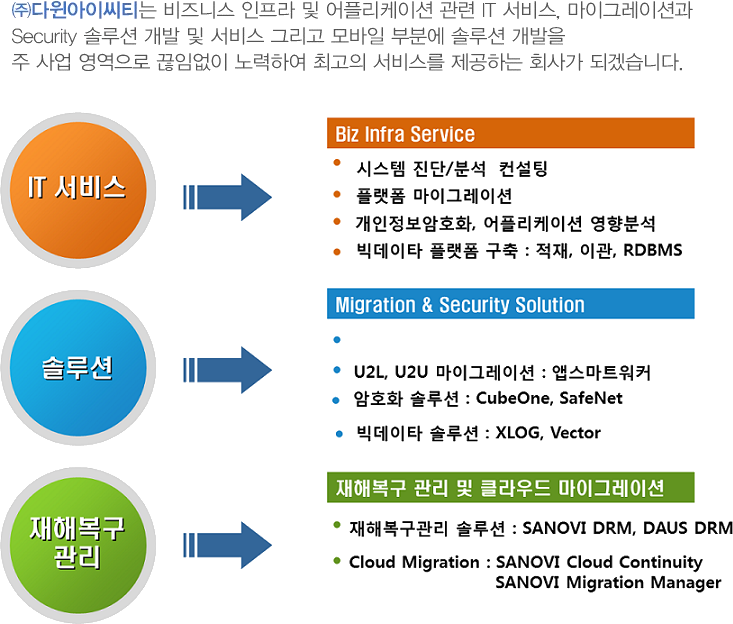 ㈜다윈아이씨티는 비즈니스 인프라 및 어플리케이션 관련 IT 서비스, 마이그레이션과
Security 솔루션 개발 및 서비스 그리고 모바일 부분에 솔루션 개발을
주 사업 영역으로 끊임없이 노력하여 최고의 서비스를 제공하는 회사가 되겠습니다.
IT 서비스
Biz Infra Service
• 시스템 진단/분석 컨설팅
• 플랫폼 마이그레이션
• 개인정보암호화, 어플리케이션 영향분석
• 빅데이타 플랫폼 구축 : 적재, 이관, RDBMS
솔루션
Migration & Security Solution
•
• U2L, U2U 마이그레이션 : 앱스마트워커
• 암호화 솔루션 : CubeOne, SafeNet
• 빅데이타 솔루션 : XLOG, Vector
재해복구
관리
재해복구 관리 및 클라우드 마이그레이션
• 재해복구관리 솔루션 : SANOVI DRM, DAUS DRM
• Cloud Migration : SANOVI Cloud Continuity
SANOVI Migration Manager